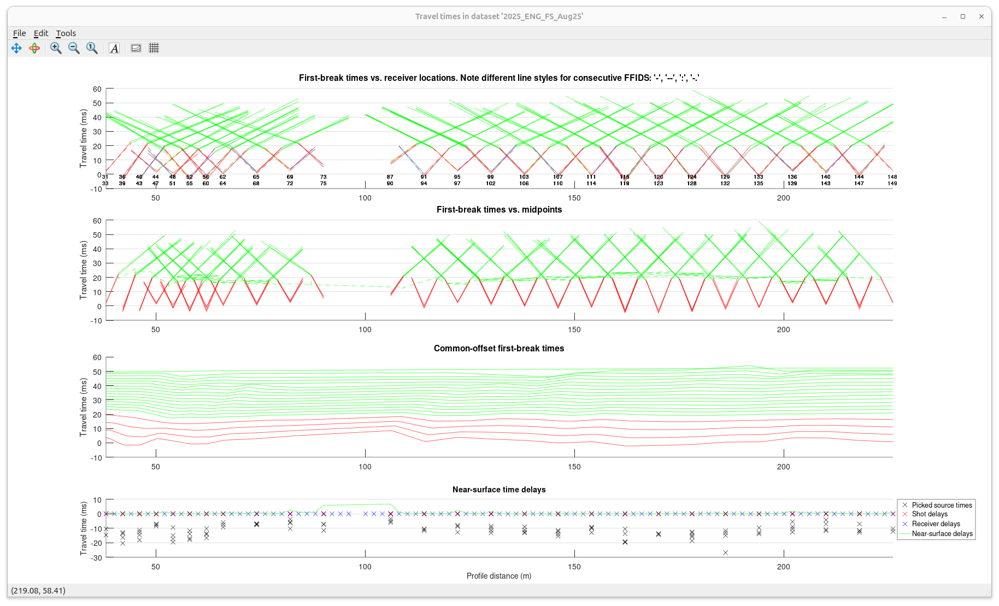 Travel times in dataset '2025_ENG_FS_Aug25'
File Edit Tools
First-break times vs. receiver locations. Note different line styles for consecutive FFIDS: '-', '--', ':', '-.'
Travel time (ms)
60
50
40
30
20
10
0
-10
31 36 40 44 48 52 56 62 65 69 73 87 91 95 99 103 107 111 115 120 124 129 133 136 140 144 148
33 39 43 47 51 55 60 64 68 72 75 90 94 97 102 106 110 114 119 123 128 132 135 139 143 147 149
50 100 150 200
First-break times vs. midpoints
Travel time (ms)
60
50
40
30
20
10
0
-10
50 100 150 200
Common-offset first-break times
Travel time (ms)
60
50
40
30
20
10
0
-10
50 100 150 200
Near-surface time delays
Travel time (ms)
10
0
-10
-20
-30
50 100 150 200
Profile distance (m)
Picked source times
Shot delays
Receiver delays
Near-surface delays
(219.08, 58.41)